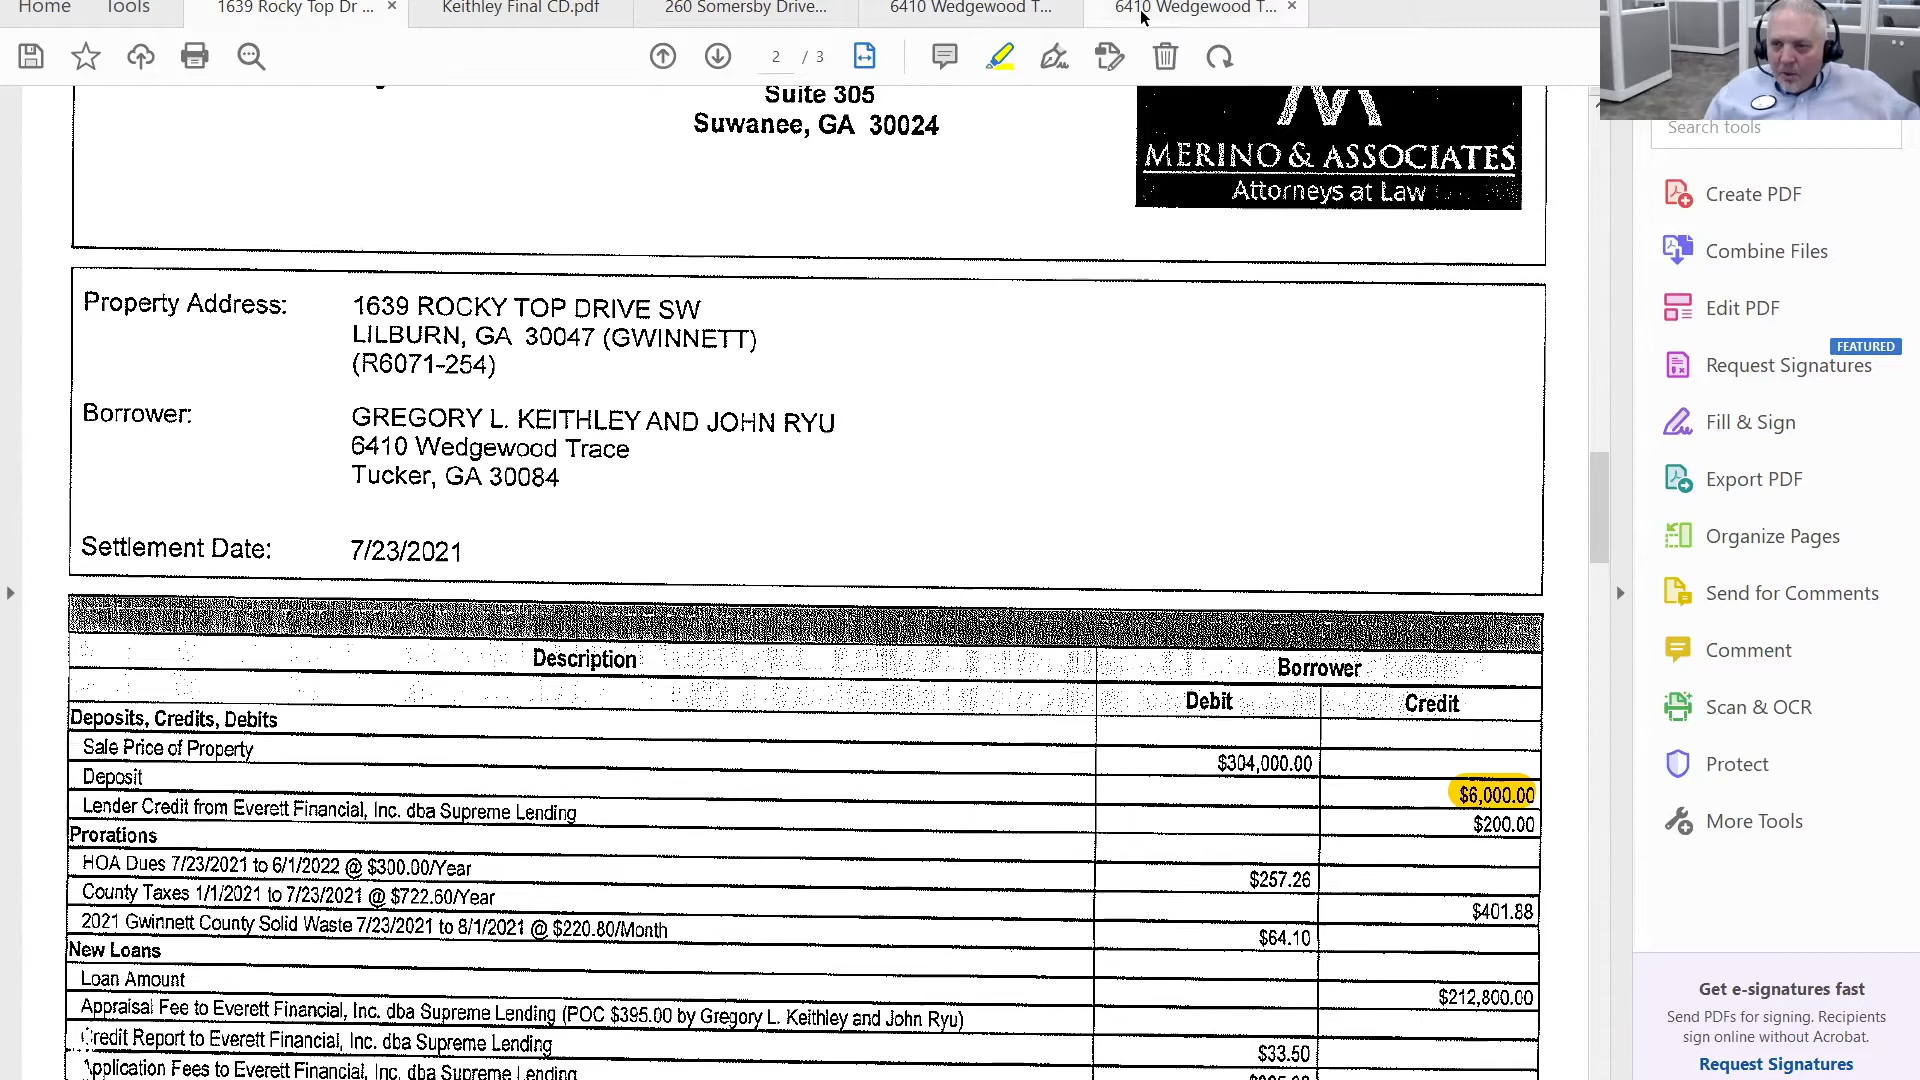 Home
Tools
1639 Rocky Top Dr ...
Keithley Final CD.pdf
260 Somersby Drive...
6410 Wedgewood T...
6410 Wedgewood T...
2 / 3
Suite 305
Suwanee, GA 30024
MERINO & ASSOCIATES
Attorneys at Law
Property Address: 1639 ROCKY TOP DRIVE SW
LILBURN, GA 30047 (GWINNETT)
(R6071-254)
Borrower: GREGORY L. KEITHLEY AND JOHN RYU
6410 Wedgewood Trace
Tucker, GA 30084
Settlement Date: 7/23/2021
Description Borrower
Debit Credit
Deposits, Credits, Debits
Sale Price of Property $304,000.00
Deposit $6,000.00
Lender Credit from Everett Financial, Inc. dba Supreme Lending $200.00
Prorations
HOA Dues 7/23/2021 to 6/1/2022 @ $300.00/Year $257.26
County Taxes 1/1/2021 to 7/23/2021 @ $722.60/Year $401.88
2021 Gwinnett County Solid Waste 7/23/2021 to 8/1/2021 @ $220.80/Month $64.10
New Loans
Loan Amount $212,800.00
Appraisal Fee to Everett Financial, Inc. dba Supreme Lending (POC $395.00 by Gregory L. Keithley and John Ryu)
Credit Report to Everett Financial, Inc. dba Supreme Lending $33.50
Application Fees to Everett Financial, Inc. dba Supreme Lending
Search tools
Create PDF
Combine Files
Edit PDF
FEATURED
Request Signatures
Fill & Sign
Export PDF
Organize Pages
Send for Comments
Comment
Scan & OCR
Protect
More Tools
Get e-signatures fast
Send PDFs for signing. Recipients
sign online without Acrobat.
Request Signatures